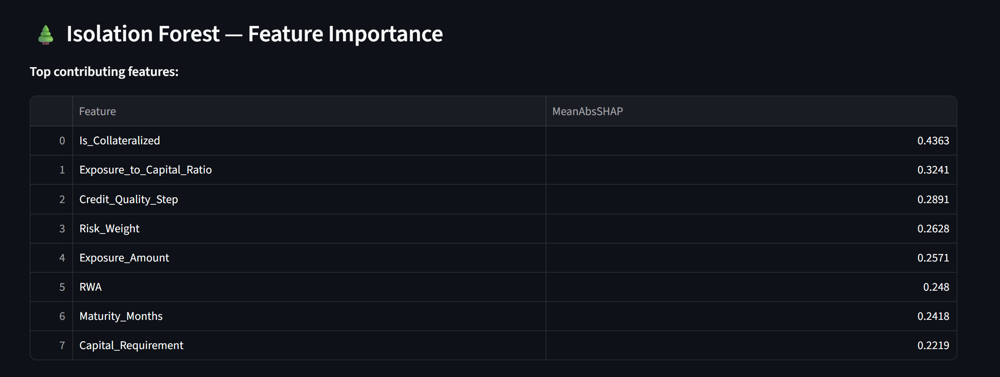 Isolation Forest — Feature Importance
Top contributing features:
Feature MeanAbsSHAP
0 Is_Collateralized 0.4363
1 Exposure_to_Capital_Ratio 0.3241
2 Credit_Quality_Step 0.2891
3 Risk_Weight 0.2628
4 Exposure_Amount 0.2571
5 RWA 0.248
6 Maturity_Months 0.2418
7 Capital_Requirement 0.2219